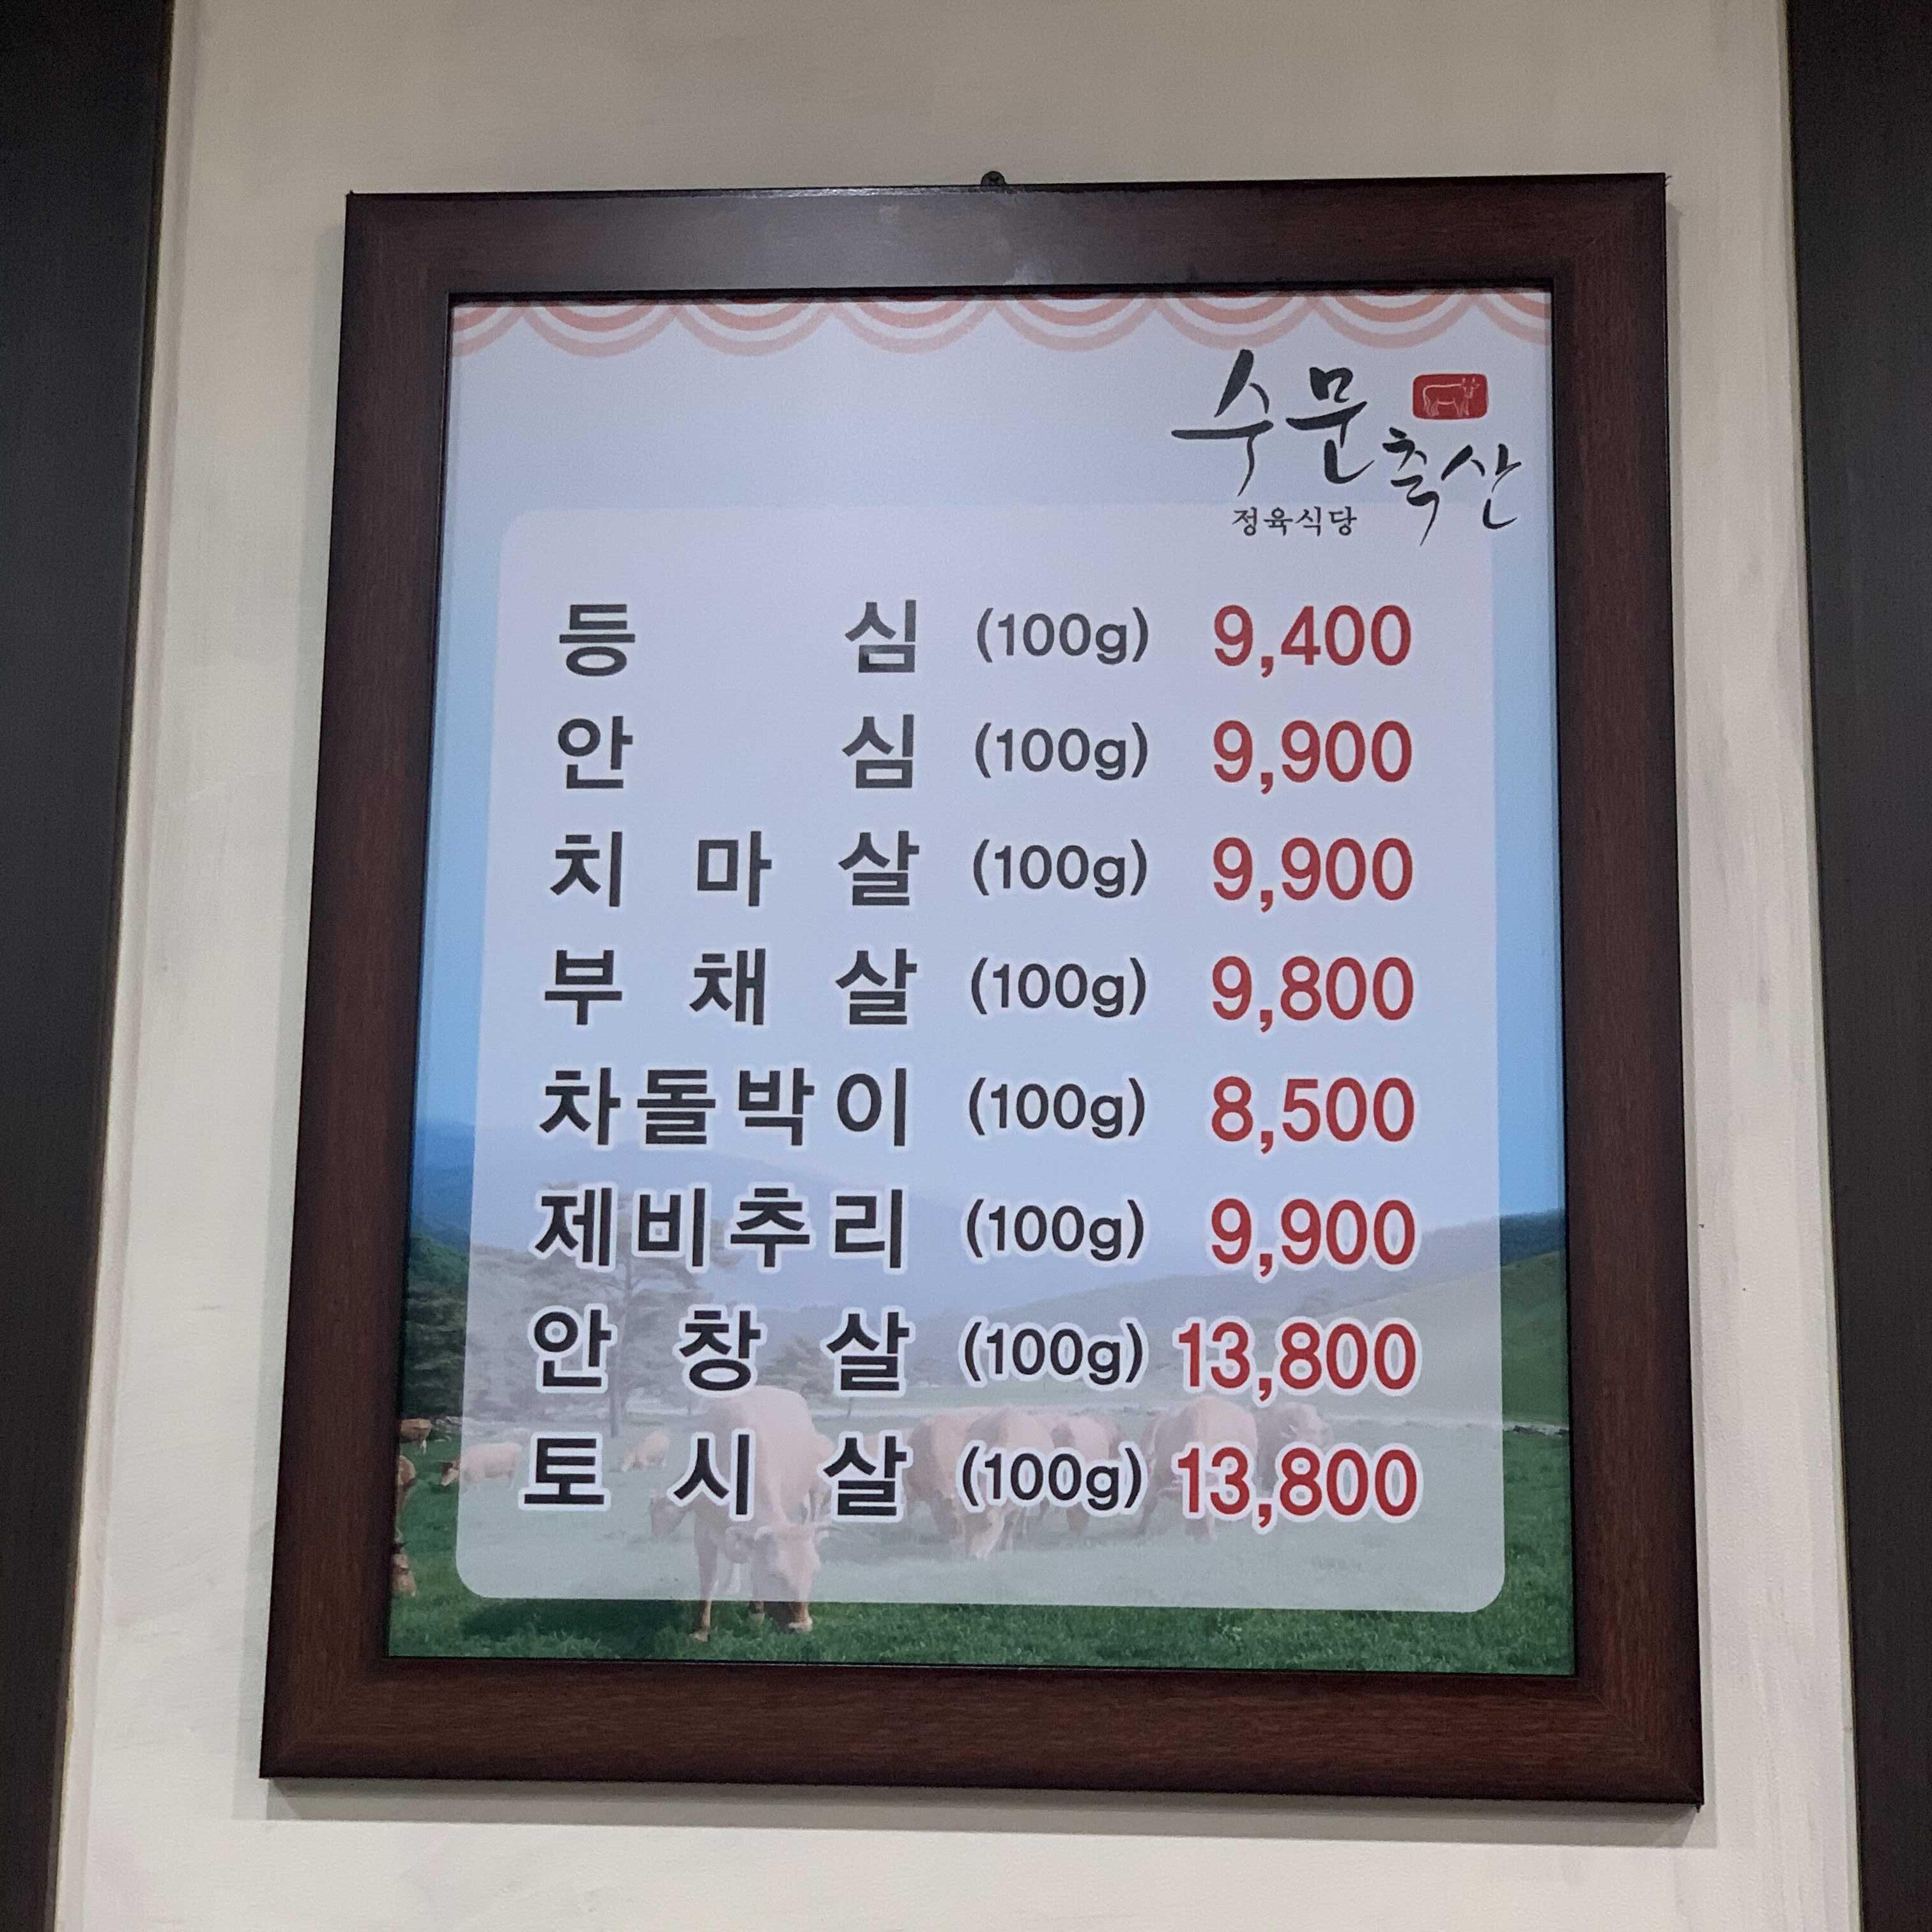 수문축산
정육식당
등심 (100g) 9,400
안심 (100g) 9,900
치마살 (100g) 9,900
부채살 (100g) 9,800
차돌박이 (100g) 8,500
제비추리 (100g) 9,900
안창살 (100g) 13,800
토시살 (100g) 13,800